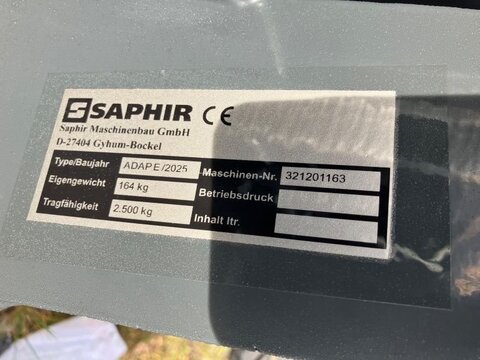 SAPHIR CE
Saphir Maschinenbau GmbH
D-27404 Gyhum-Bockel
Type/Baujahr ADAP E /2025 Maschinen-Nr. 321201163
Eigengewicht 164 kg Betriebsdruck
Tragfähigkeit 2.500 kg Inhalt ltr.